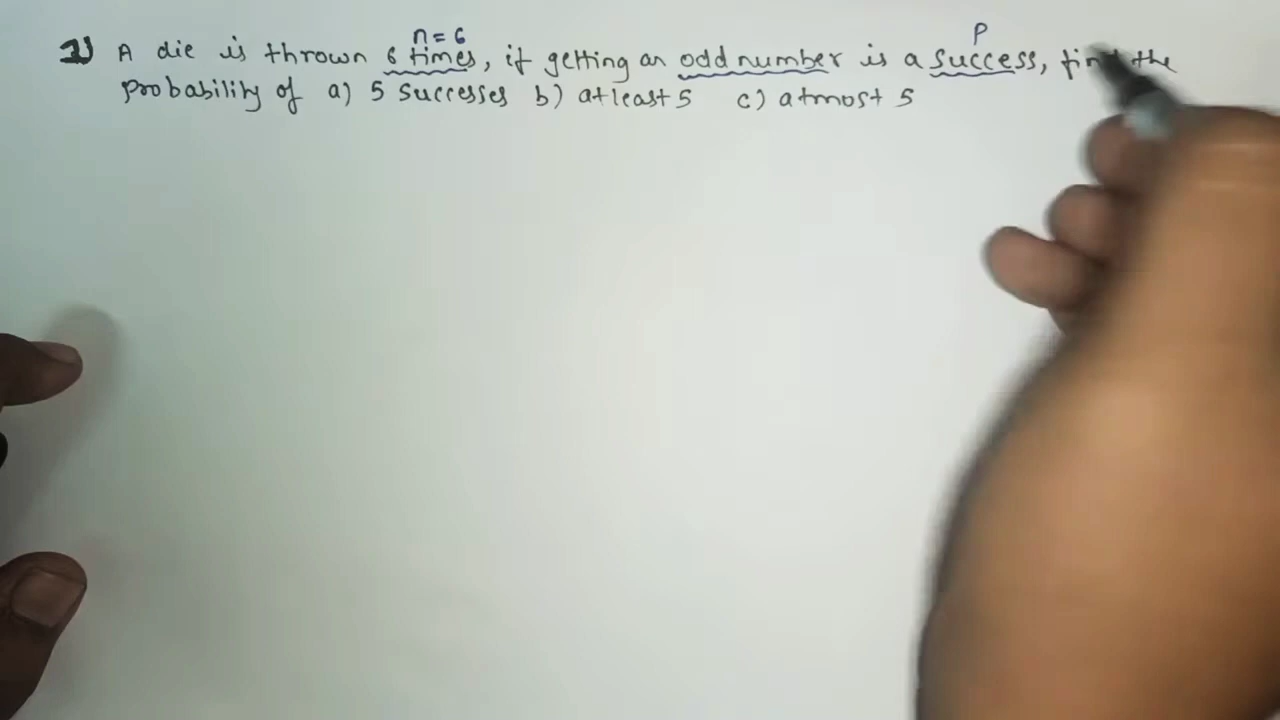 n = 6 P
1) A die is thrown 6 times, if getting an odd number is a success, find the
probability of a) 5 successes b) atleast 5 c) atmost 5